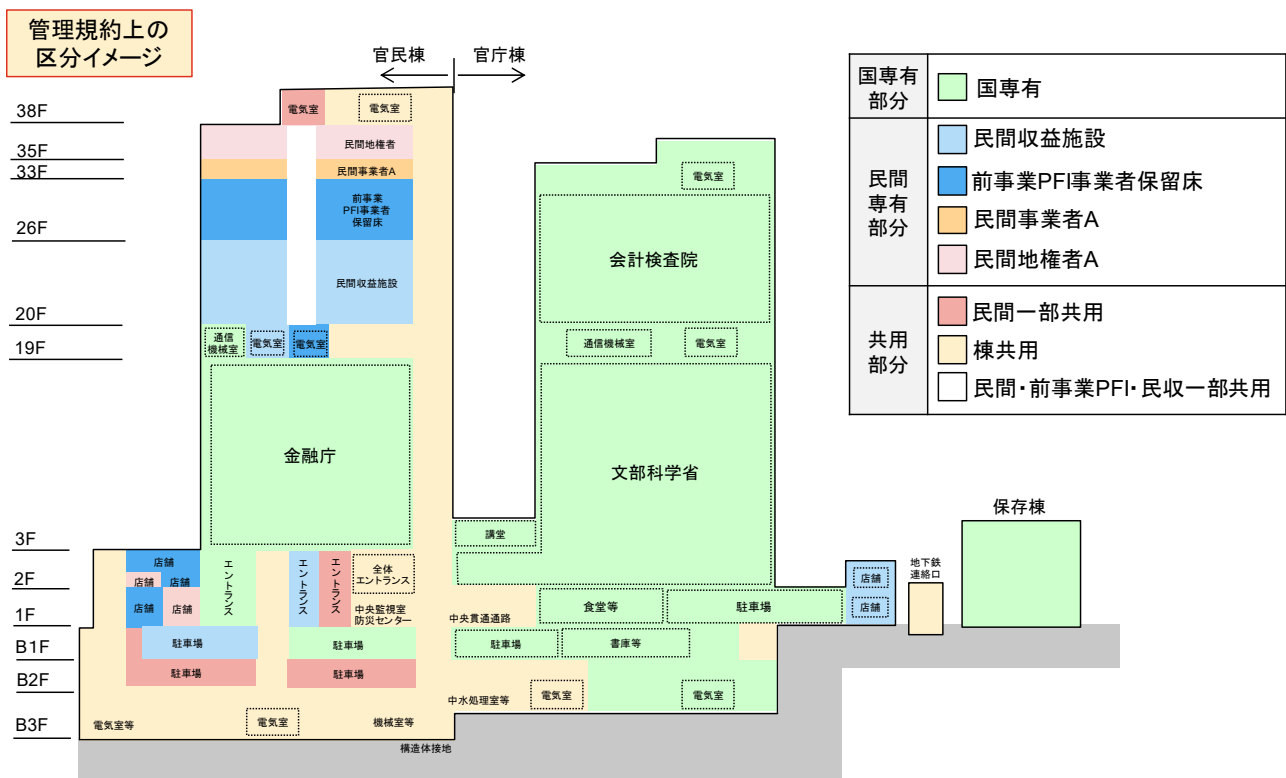 管理規約上の
区分イメージ
官民棟
官庁棟
38F
35F
33F
26F
20F
19F
3F
2F
1F
B1F
B2F
B3F
電気室
電気室
民間地権者
民間事業者A
前事業
PFI事業者
保留床
民間収益施設
通信
機械室
電気室
電気室
金融庁
店舗
店舗
店舗
店舗
店舗
エントランス
エントランス
エントランス
全体
エントランス
中央監視室
防災センター
駐車場
駐車場
駐車場
駐車場
電気室等
電気室
機械室等
構造体接地
電気室
会計検査院
通信機械室
電気室
文部科学省
講堂
中央貫通通路
食堂等
駐車場
駐車場
書庫等
中水処理室等
電気室
電気室
店舗
店舗
地下鉄
連絡口
保存棟
国専有
部分
国専有
民間
専有
部分
民間収益施設
前事業PFI事業者保留床
民間事業者A
民間地権者A
共用
部分
民間一部共用
棟共用
民間・前事業PFI・民収一部共用